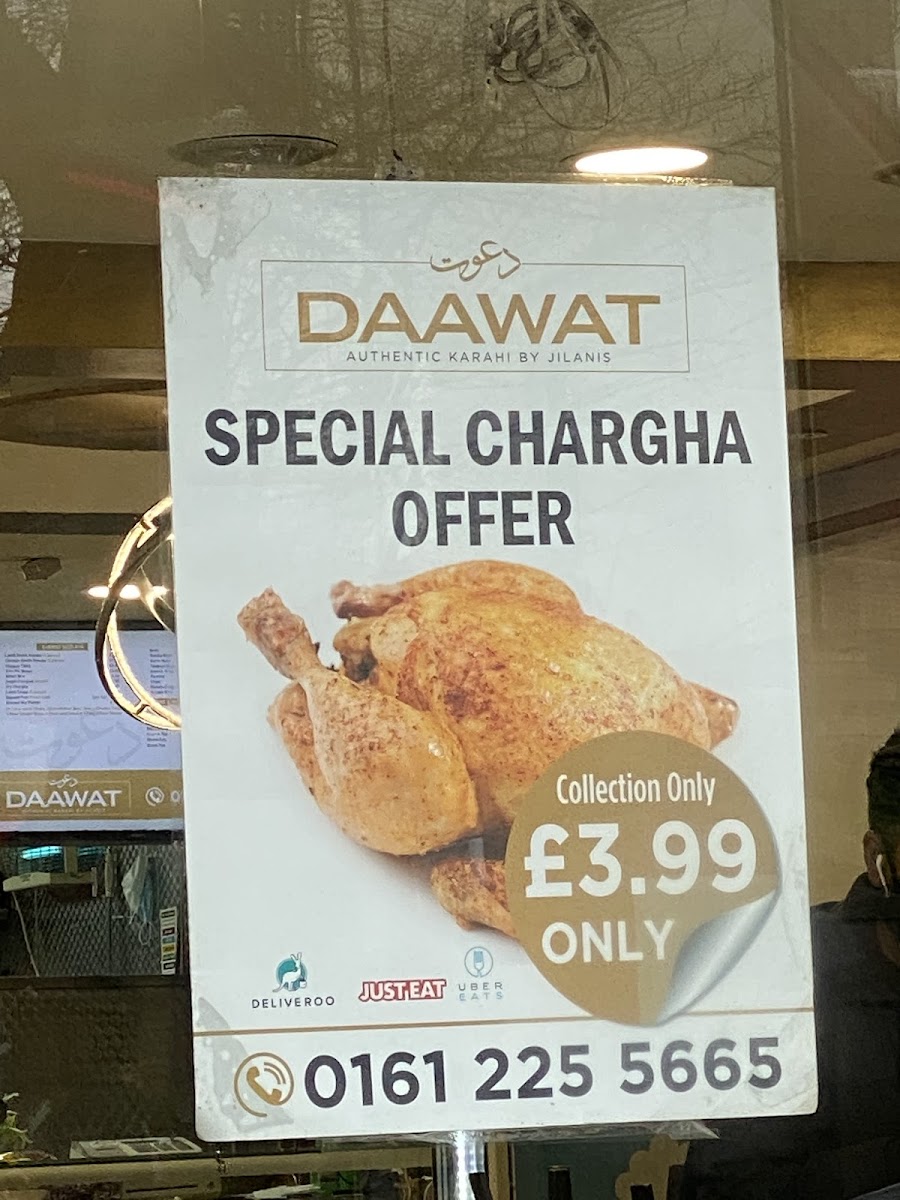 دعوت
DAAWAT
AUTHENTIC KARAHI BY JILANIS
SPECIAL CHARGHA
OFFER
Collection Only
£3.99
ONLY
DELIVEROO
JUST EAT
UBER
EATS
0161 225 5665
دعوت
DAAWAT